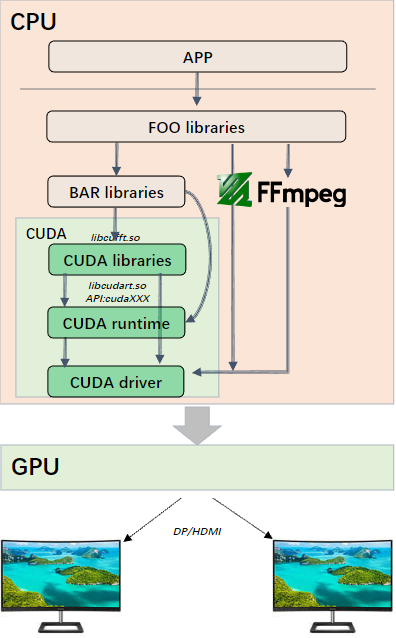 CPU
APP
FOO libraries
BAR libraries
FFmpeg
CUDA
libcufft.so
CUDA libraries
libcudart.so
API:cudaXXX
CUDA runtime
CUDA driver
GPU
DP/HDMI